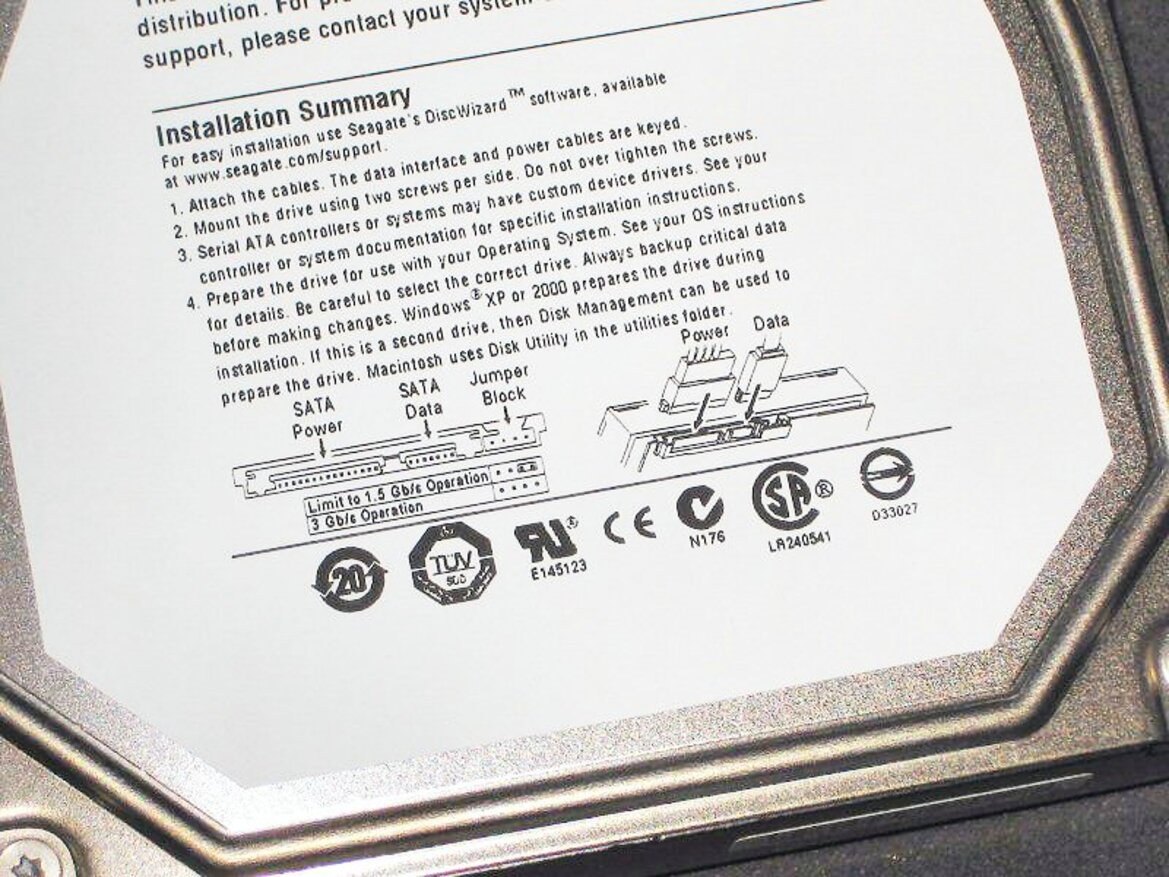 distribution. For
support, please contact your system
Installation Summary
For easy installation use Seagate's DiscWizard™ software, available
at www.seagate.com/support.
1. Attach the cables. The data interface and power cables are keyed.
2. Mount the drive using two screws per side. Do not over tighten the screws.
3. Serial ATA controllers or systems may have custom device drivers. See your
controller or system documentation for specific installation instructions.
4. Prepare the drive for use with your Operating System. See your OS instructions
for details. Be careful to select the correct drive. Always backup critical data
before making changes. Windows® XP or 2000 prepares the drive during
installation. If this is a second drive, then Disk Management can be used to
prepare the drive. Macintosh uses Disk Utility in the utilities folder.
Power Data
SATA Power
SATA Data
Jumper Block
Limit to 1.5 Gb/s Operation
3 Gb/s Operation
20
TÜV
SÜD
RU®
E145123
CE
N176
SA®
LR240541
D33027